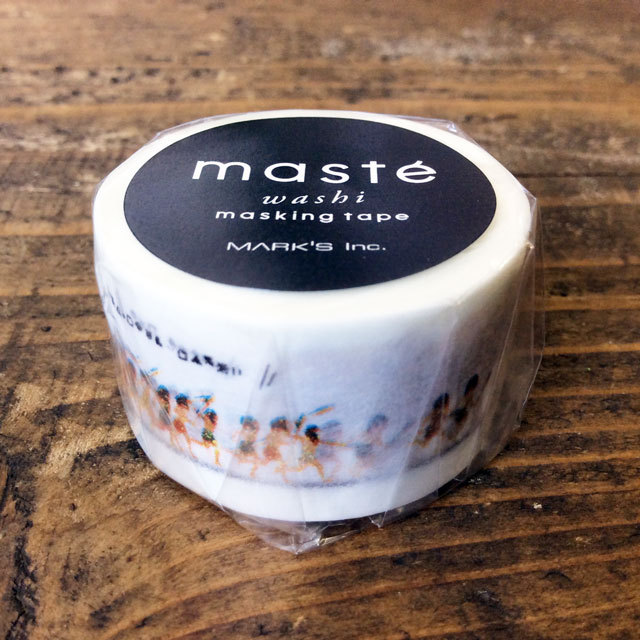 masté
washi
masking tape
MARK'S Inc.
//